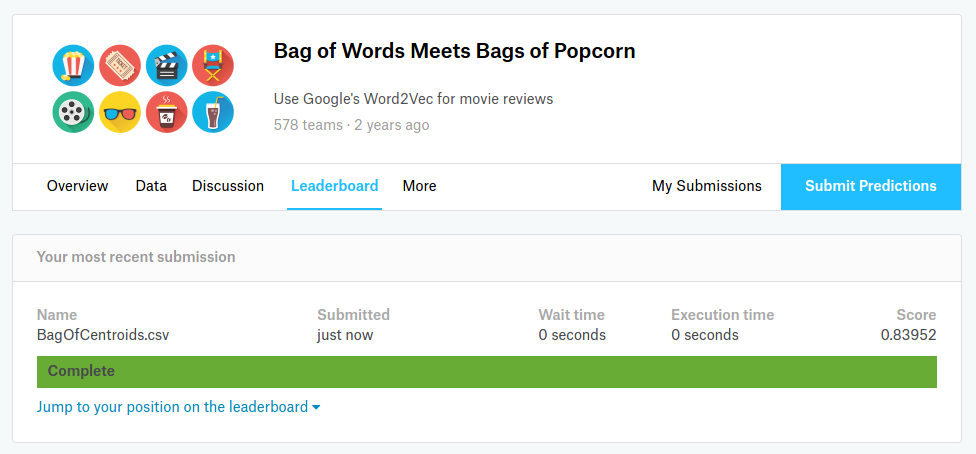 Bag of Words Meets Bags of Popcorn
Use Google's Word2Vec for movie reviews
578 teams · 2 years ago
Overview Data Discussion Leaderboard More My Submissions Submit Predictions
Your most recent submission
Name Submitted Wait time Execution time Score
BagOfCentroids.csv just now 0 seconds 0 seconds 0.83952
Complete
Jump to your position on the leaderboard